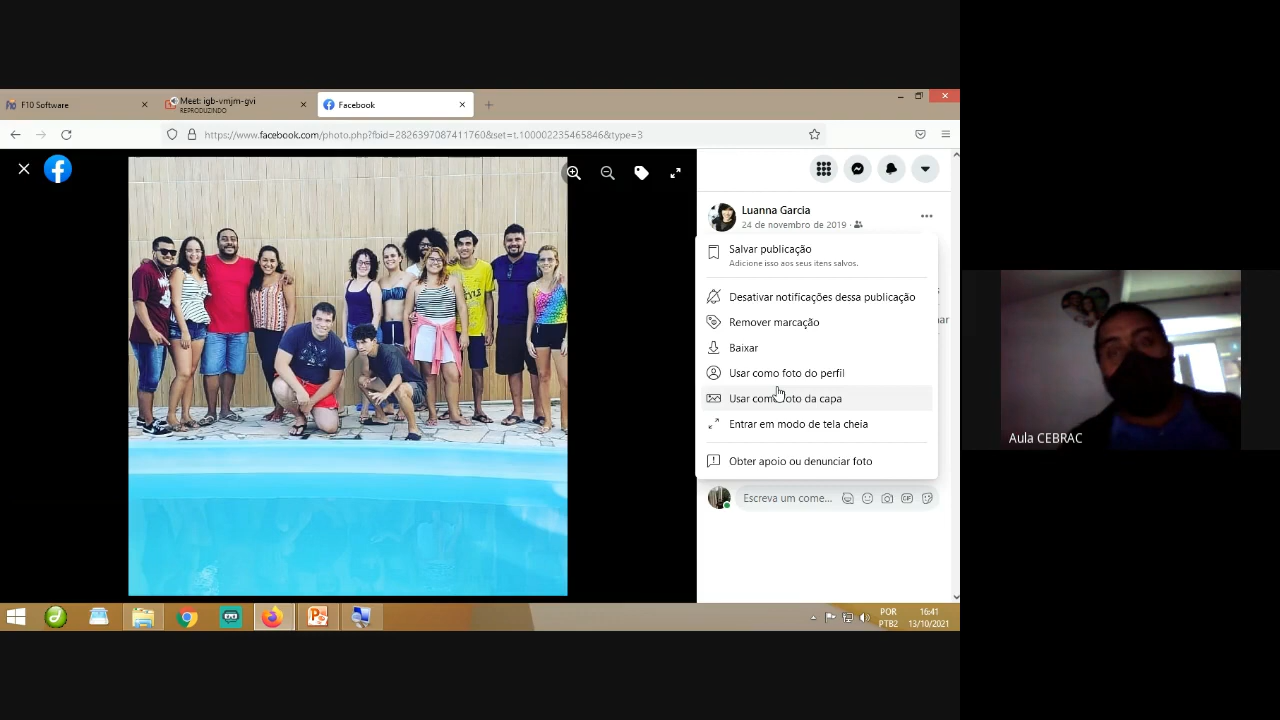 F10 Software
Meet: igb-vmjm-gvi
REPRODUZINDO
Facebook
https://www.facebook.com/photo.php?fbid=2826397087411760&set=t.100002235465846&type=3
Luanna Garcia
24 de novembro de 2019 ·
Salvar publicação
Adicione isso aos seus itens salvos.
Desativar notificações dessa publicação
Remover marcação
Baixar
Usar como foto do perfil
Usar como foto da capa
Entrar em modo de tela cheia
Obter apoio ou denunciar foto
Escreva um come...
GIF
POR
PTB2
16:41
13/10/2021
Aula CEBRAC